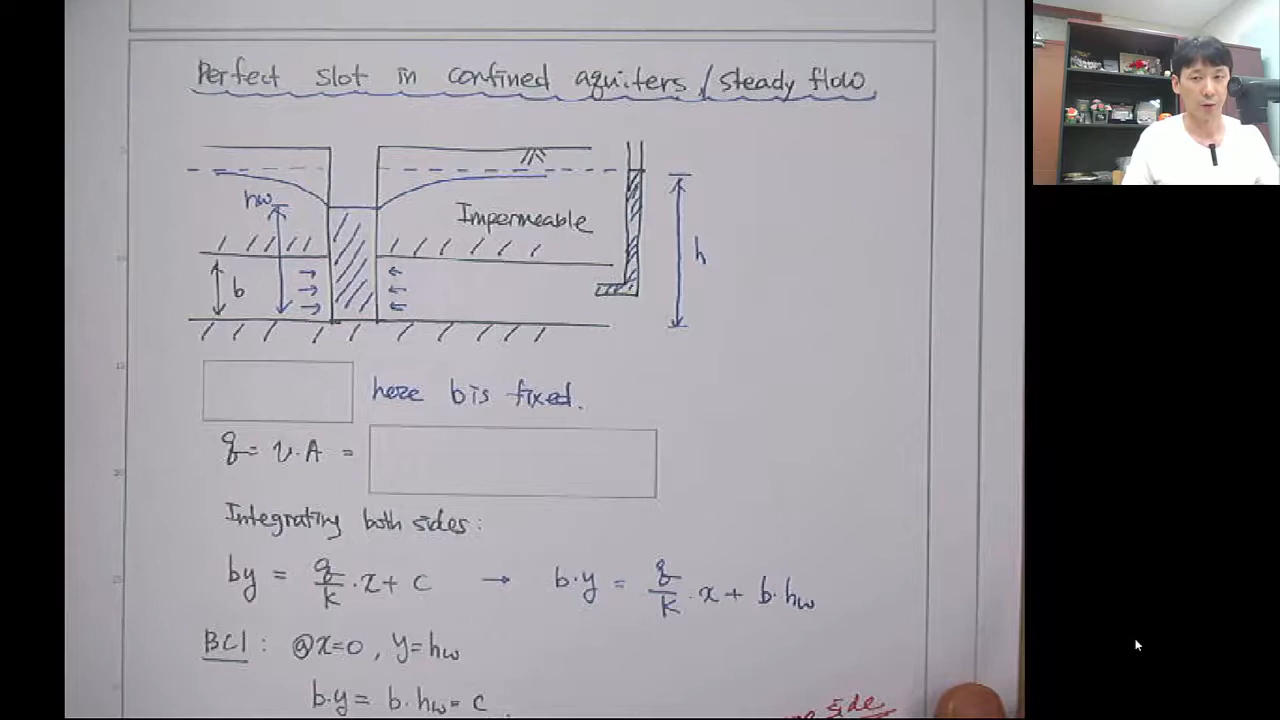 Perfect slot in confined aquifers / steady flow
hw
Impermeable
h
b
here b is fixed.
q = v·A =
Integrating both sides:
by = q/k · x + c → b·y = q/k · x + b·hw
BC1 : @x=0, y=hw
b·y = b·hw = c
side